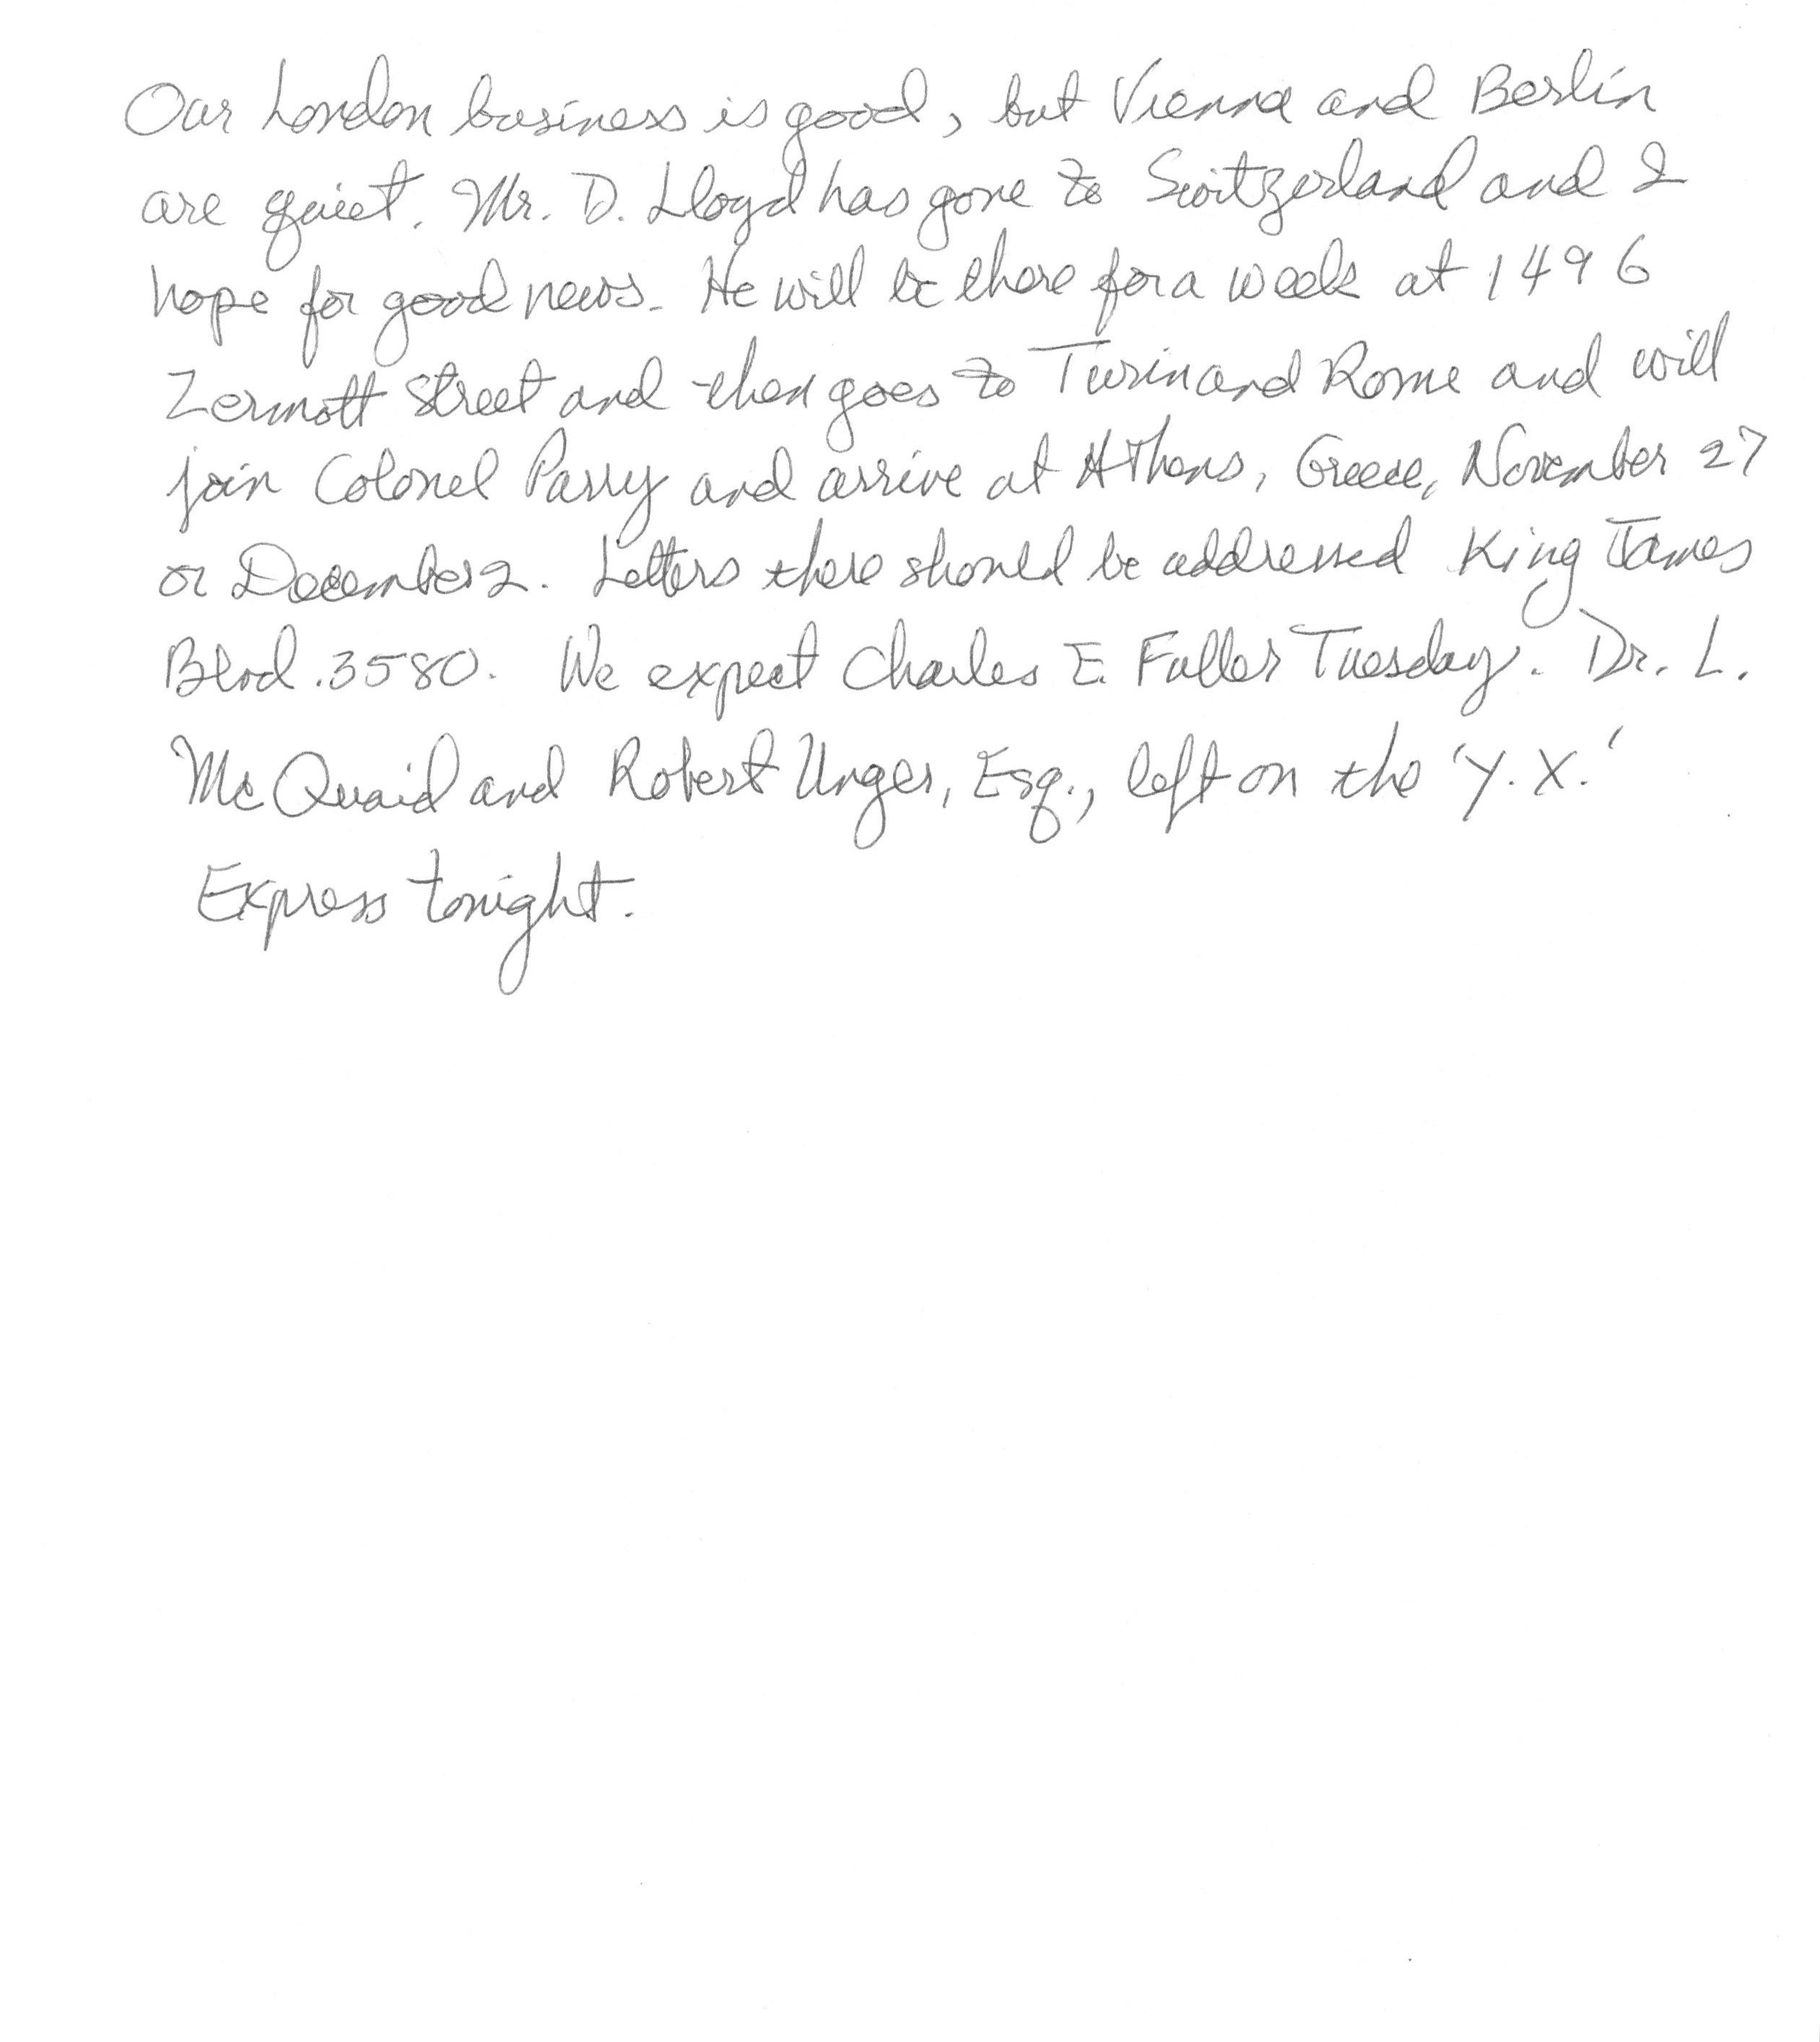 Our London business is good, but Vienna and Berlin
are quiet. Mr. D. Lloyd has gone to Switzerland and I
hope for good news. He will be there for a week at 1496
Zermott Street and then goes to Turin and Rome and will
join Colonel Parry and arrive at Athens, Greece, November 27
or December 2. Letters there should be addressed King James
Blvd. 3580. We expect Charles E. Fuller Tuesday. Dr. L.
McQuaid and Robert Unger, Esq., left on the 'Y.X.'
Express tonight.